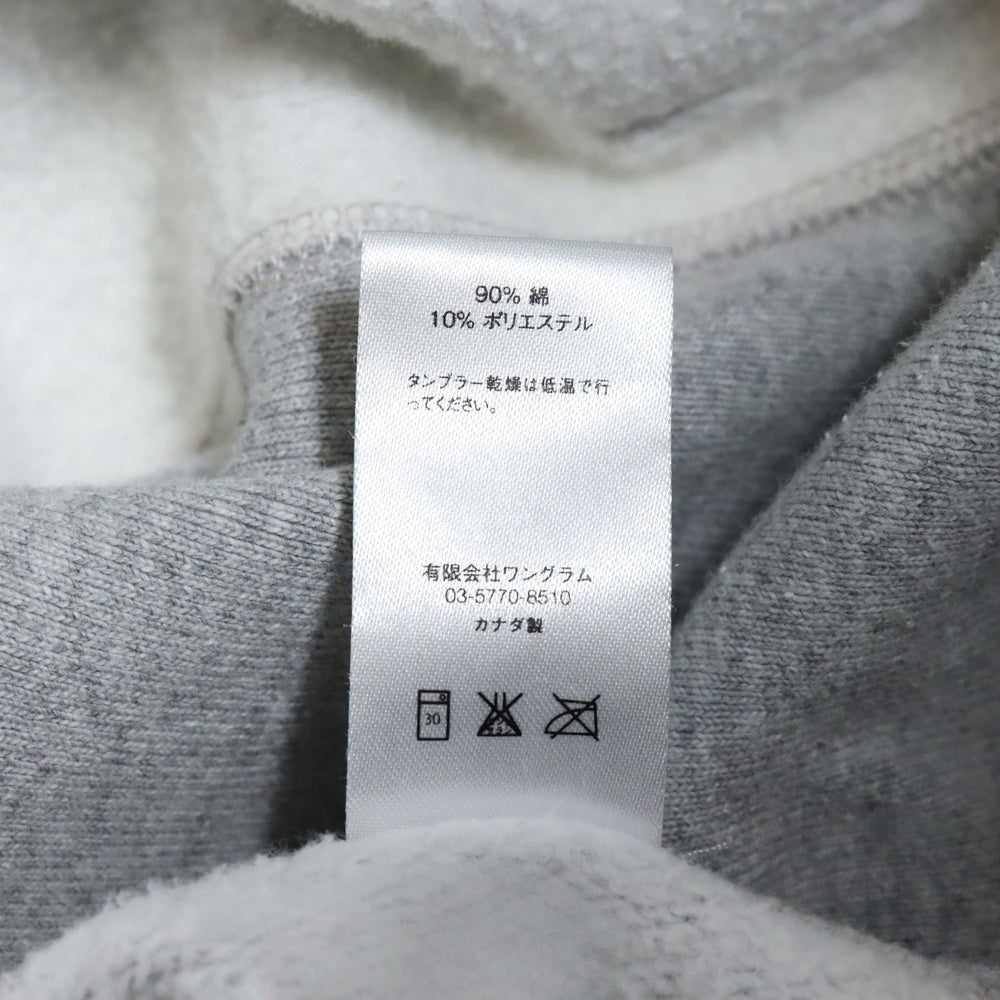 90% 綿
10% ポリエステル
タンブラー乾燥は低温で行
ってください。
有限会社ワングラム
03-5770-8510
カナダ製
30